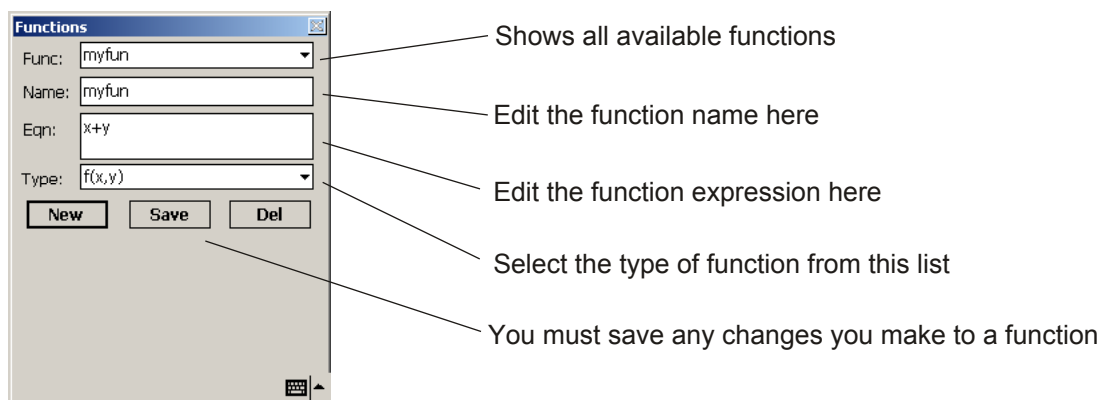 Functions
Func: myfun
Name: myfun
Eqn: x+y
Type: f(x,y)
New Save Del
Shows all available functions
Edit the function name here
Edit the function expression here
Select the type of function from this list
You must save any changes you make to a function